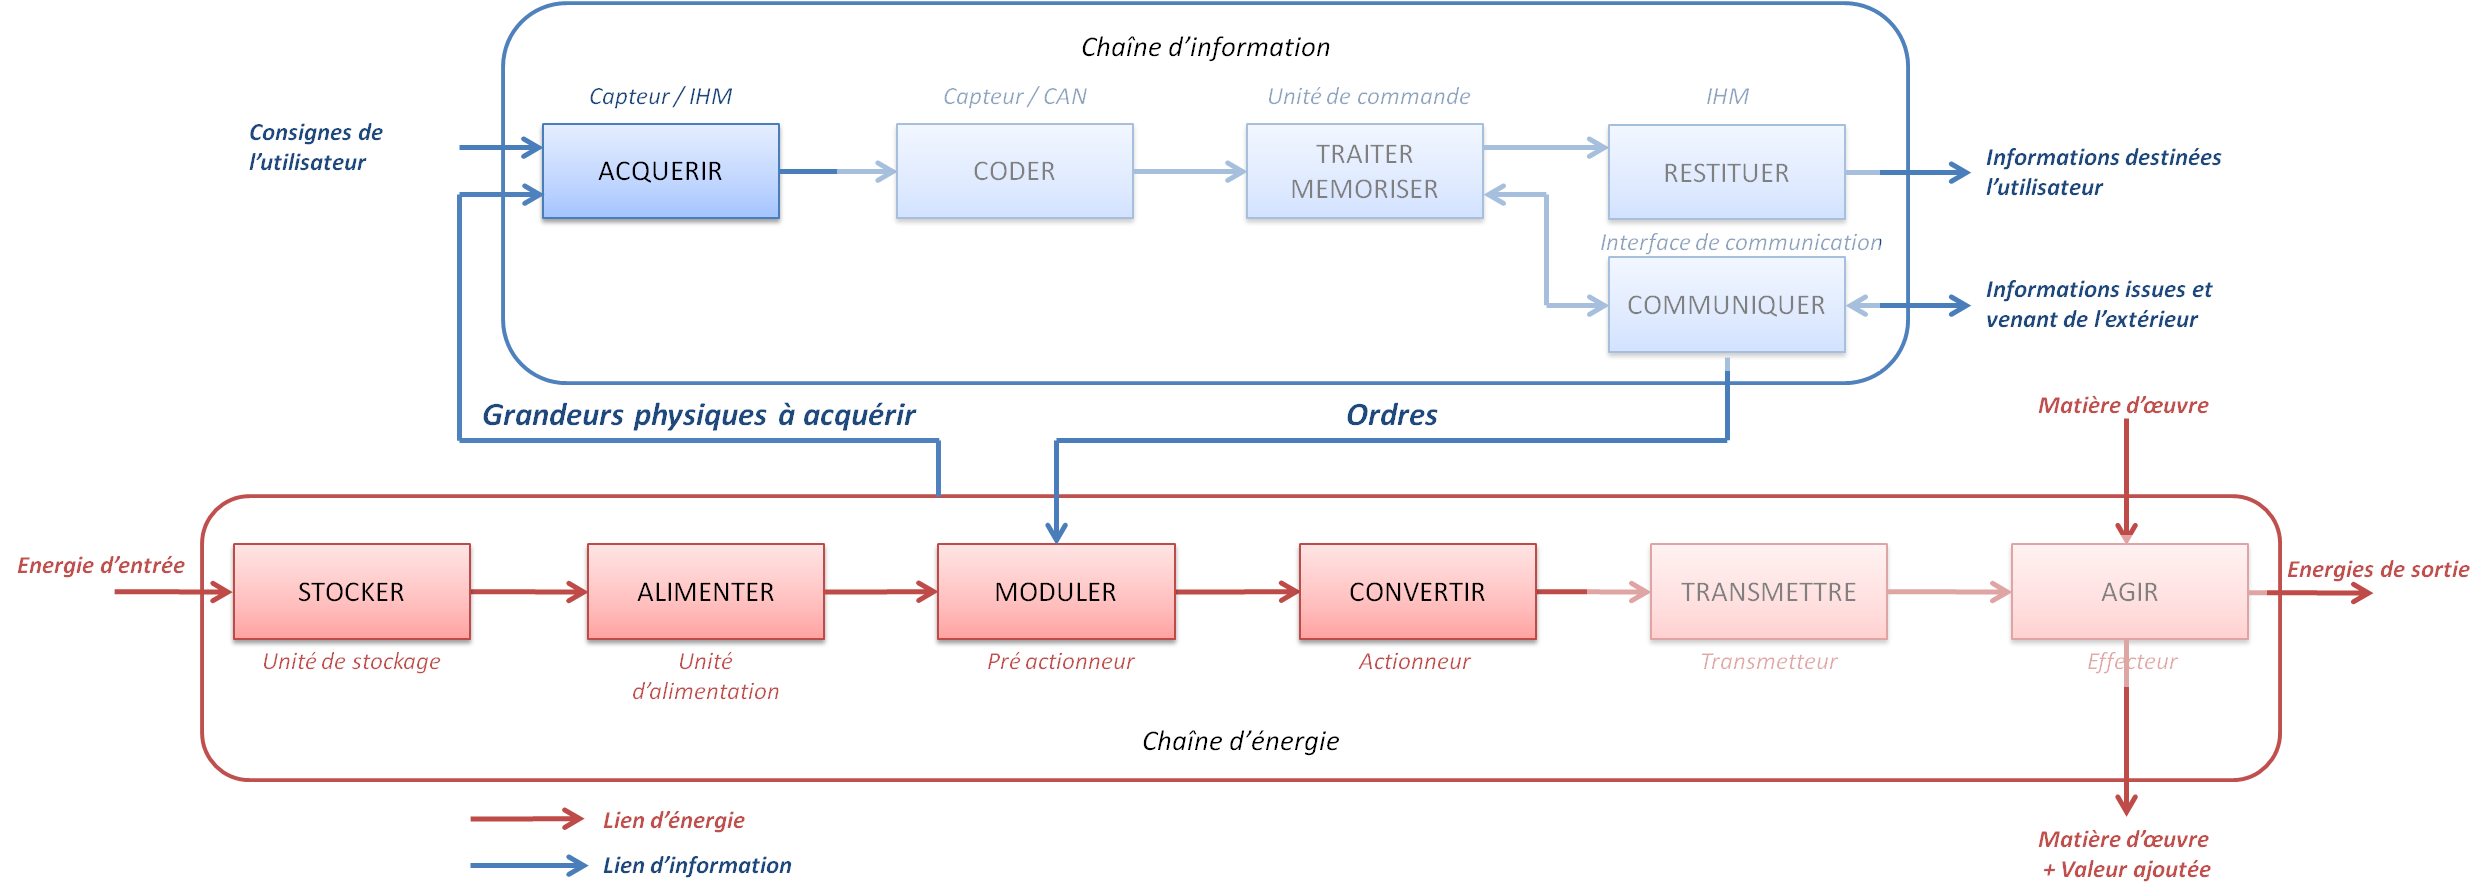 Chaîne d’information
Capteur / IHM
Capteur / CAN
Unité de commande
IHM
Consignes de
l’utilisateur
ACQUERIR
CODER
TRAITER
MEMORISER
RESTITUER
Informations destinées
l’utilisateur
Interface de communication
COMMUNIQUER
Informations issues et
venant de l’extérieur
Grandeurs physiques à acquérir
Ordres
Matière d’œuvre
Energie d’entrée
STOCKER
ALIMENTER
MODULER
CONVERTIR
TRANSMETTRE
AGIR
Energies de sortie
Unité de stockage
Unité
d’alimentation
Pré actionneur
Actionneur
Transmetteur
Effecteur
Chaîne d’énergie
Lien d’énergie
Lien d’information
Matière d’œuvre
+ Valeur ajoutée